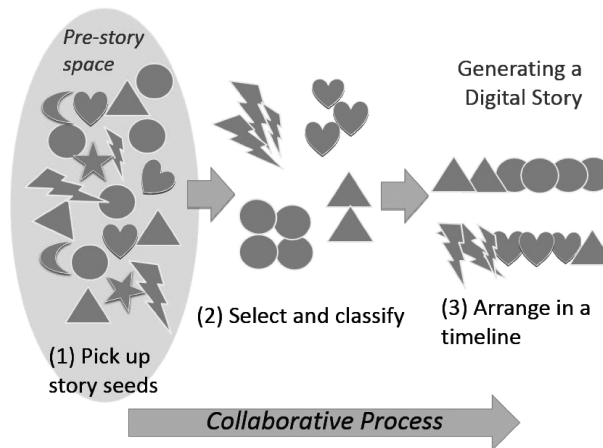 Pre-story
space
Generating a
Digital Story
(1) Pick up
story seeds
(2) Select and classify
(3) Arrange in a
timeline
Collaborative Process